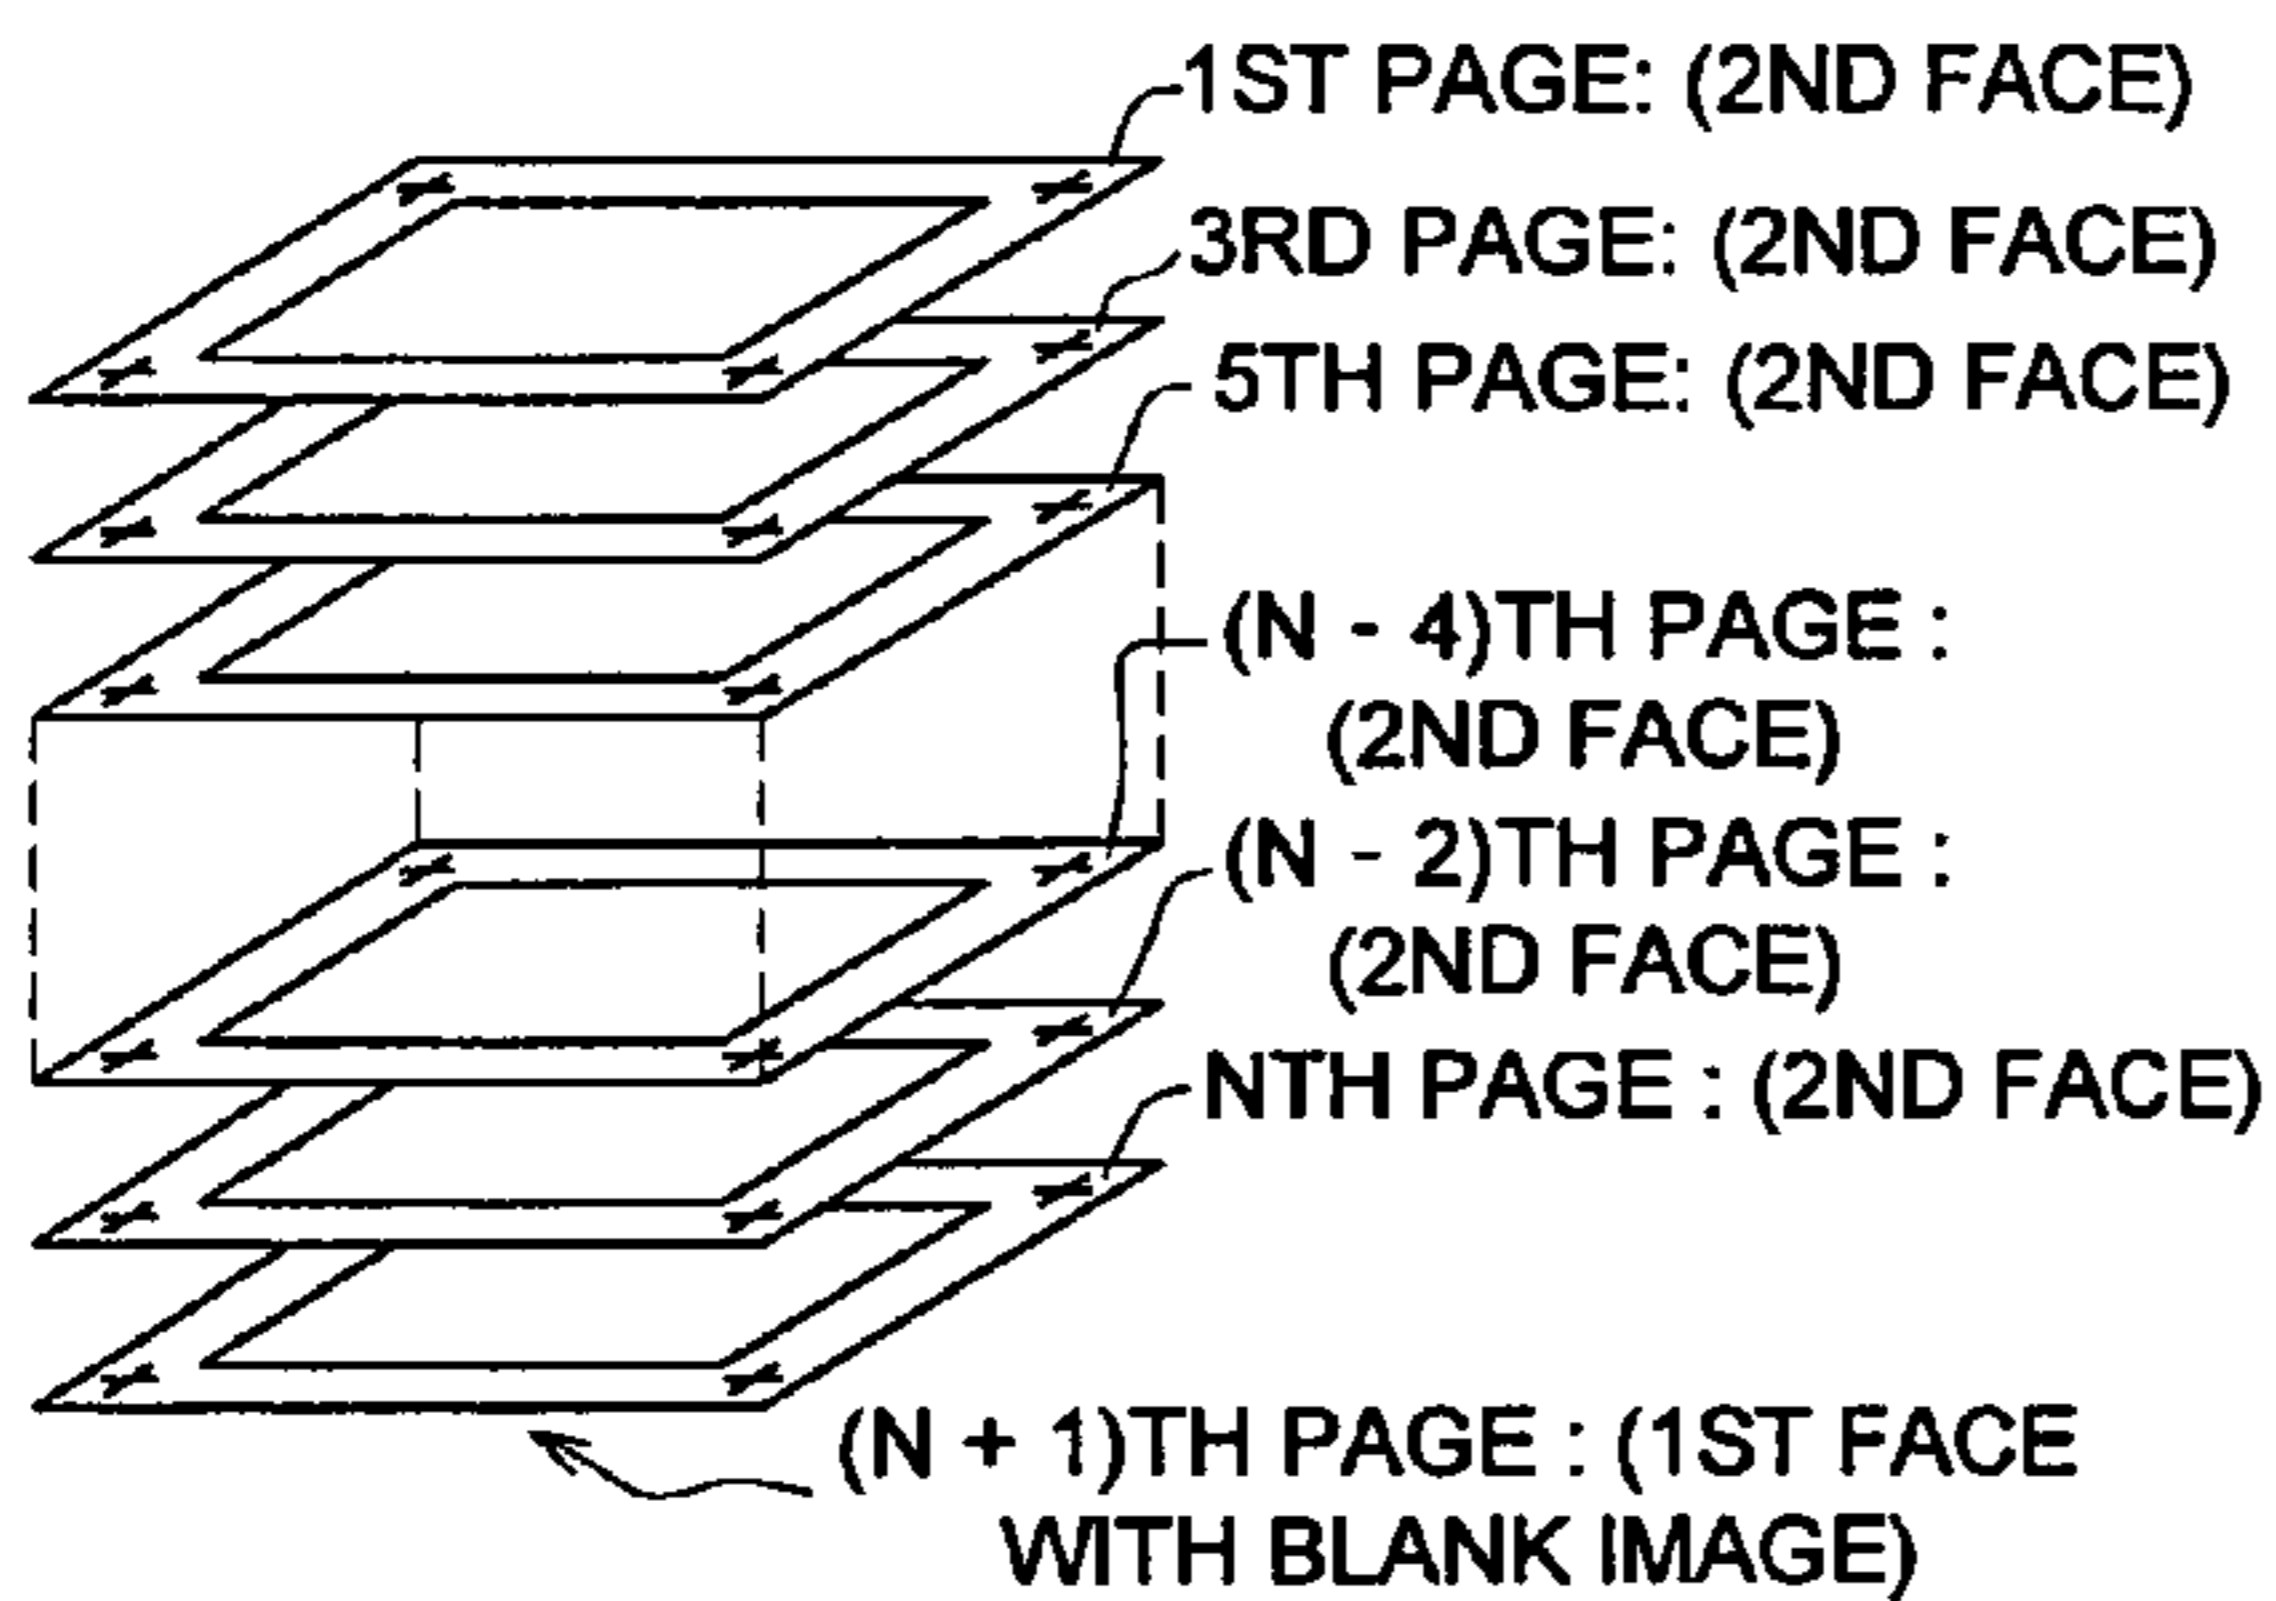 1ST PAGE: (2ND FACE)
3RD PAGE: (2ND FACE)
5TH PAGE: (2ND FACE)
(N - 4)TH PAGE :
(2ND FACE)
(N - 2)TH PAGE :
(2ND FACE)
NTH PAGE : (2ND FACE)
(N + 1)TH PAGE : (1ST FACE
WITH BLANK IMAGE)